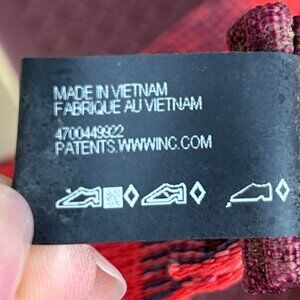 MADE IN VIETNAM
FABRIQUE AU VIETNAM
4700449922
PATENTS.WWWINC.COM